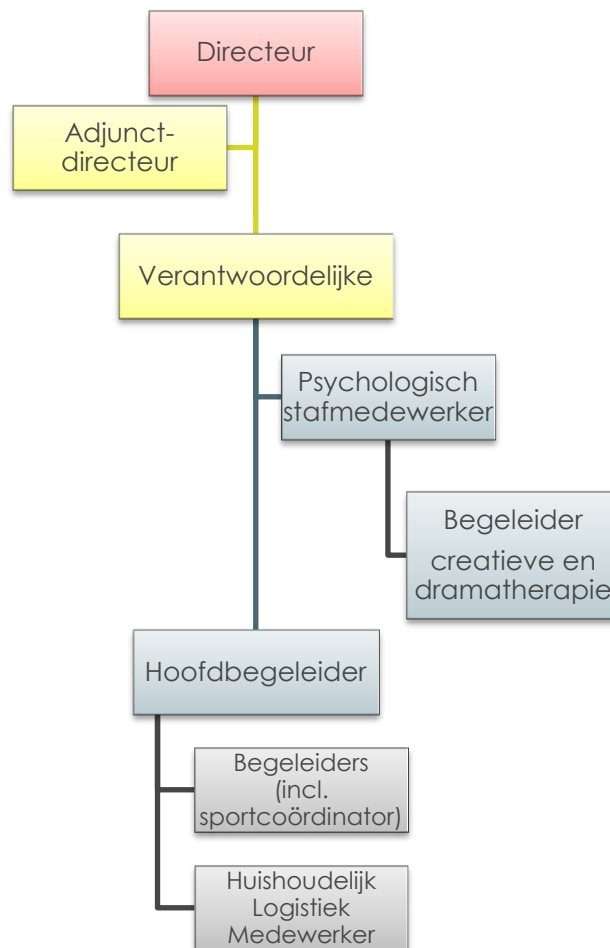 Directeur
Adjunct-
directeur
Verantwoordelijke
Psychologisch
stafmedewerker
Begeleider
creatieve en
dramatherapie
Hoofdbegeleider
Begeleiders
(incl.
sportcoördinator)
Huishoudelijk
Logistiek
Medewerker